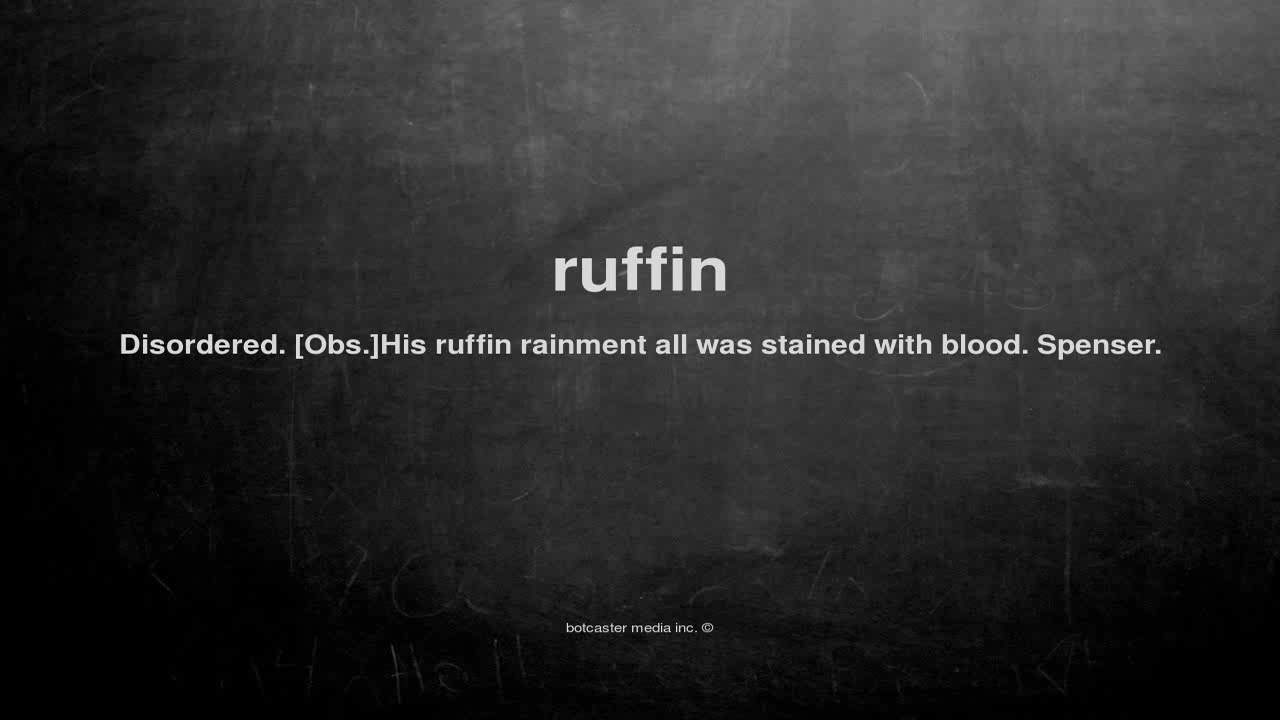 ruffin
Disordered. [Obs.]His ruffin rainment all was stained with blood. Spenser.
botcaster media inc. ©